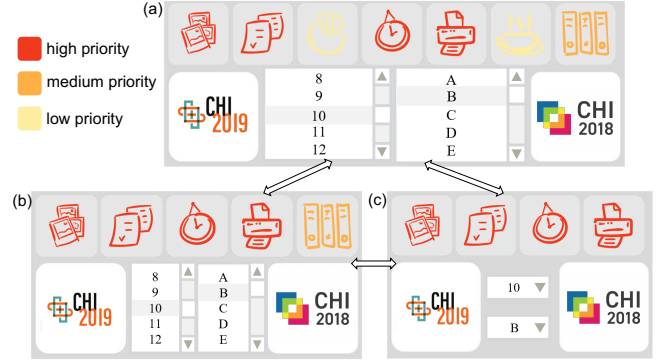 (a)
high priority
medium priority
low priority
CHI
2019
8
9
10
11
12
A
B
C
D
E
CHI
2018
(b)
CHI
2019
8
9
10
11
12
A
B
C
D
E
CHI
2018
(c)
CHI
2019
10
B
CHI
2018